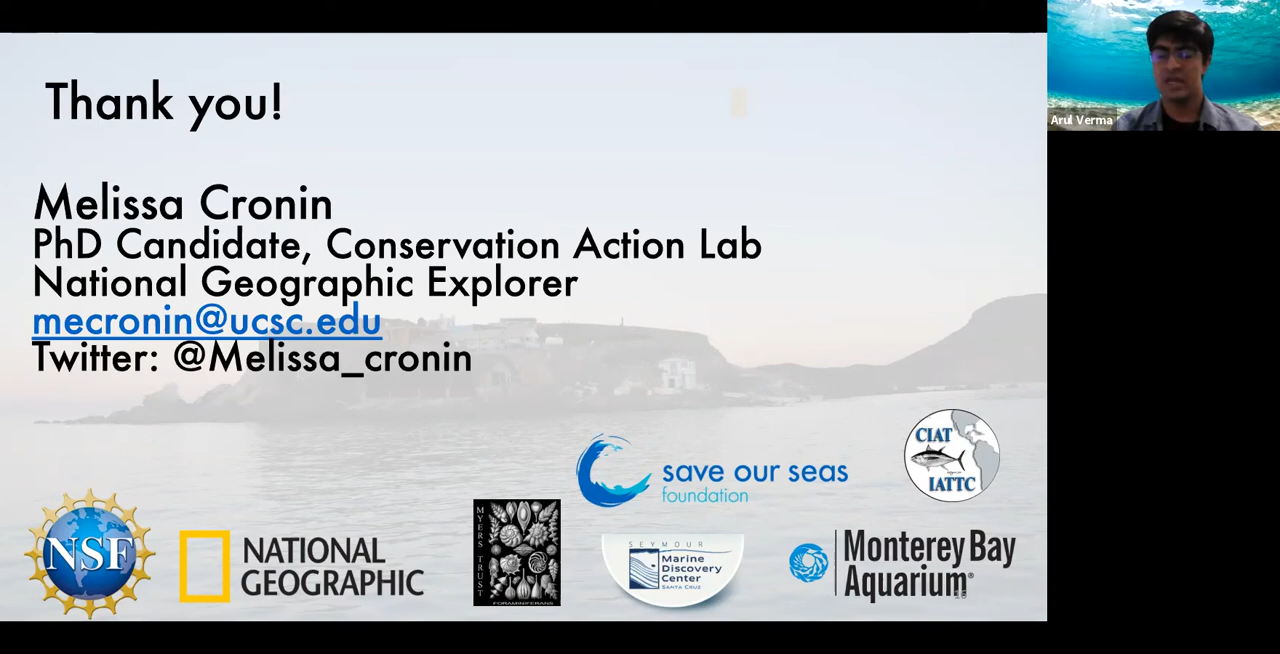 Thank you!
Arul Verma
Melissa Cronin
PhD Candidate, Conservation Action Lab
National Geographic Explorer
mecronin@ucsc.edu
Twitter: @Melissa_cronin
save our seas
foundation
CIAT
IATTC
NSF
NATIONAL
GEOGRAPHIC
MYERS TRUST
FORAMINIFERANS
SEYMOUR
Marine
Discovery
Center
SANTA CRUZ
Monterey Bay
Aquarium®